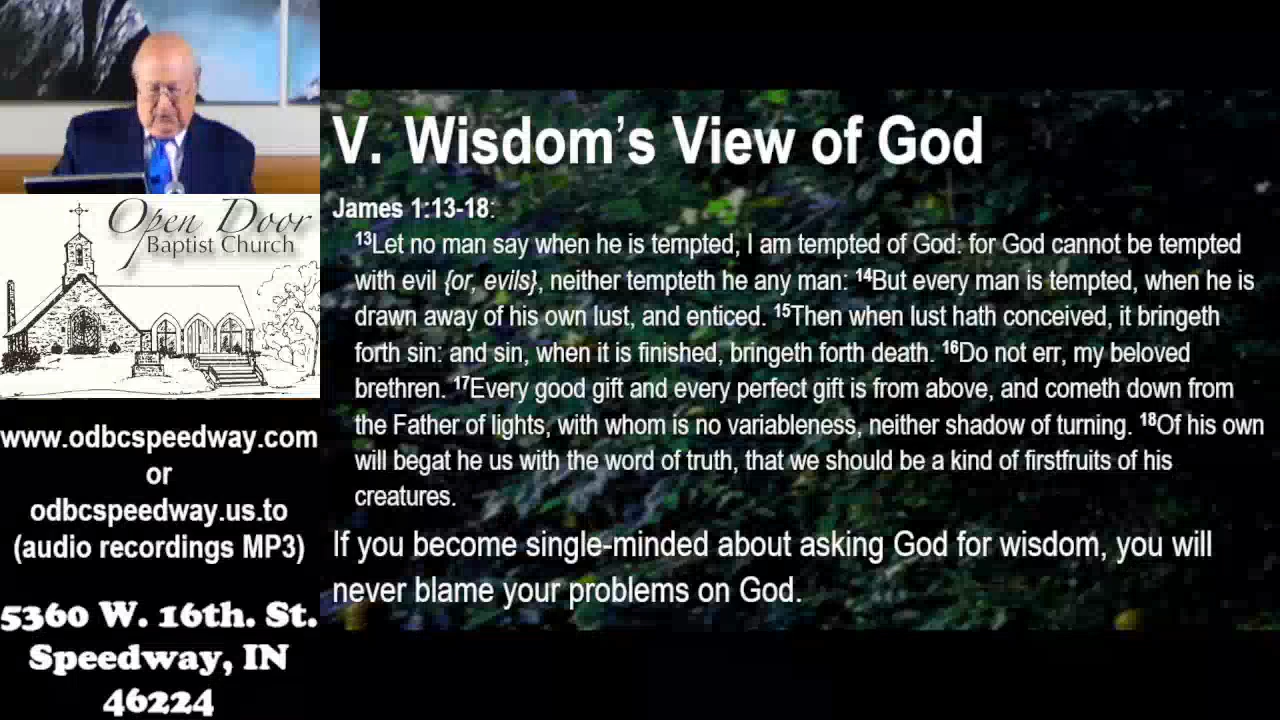 Open Door
Baptist Church
www.odbcspeedway.com
or
odbcspeedway.us.to
(audio recordings MP3)
5360 W. 16th. St.
Speedway, IN
46224
V. Wisdom's View of God
James 1:13-18:
¹³Let no man say when he is tempted, I am tempted of God: for God cannot be tempted
with evil {or, evils}, neither tempteth he any man: ¹⁴But every man is tempted, when he is
drawn away of his own lust, and enticed. ¹⁵Then when lust hath conceived, it bringeth
forth sin: and sin, when it is finished, bringeth forth death. ¹⁶Do not err, my beloved
brethren. ¹⁷Every good gift and every perfect gift is from above, and cometh down from
the Father of lights, with whom is no variableness, neither shadow of turning. ¹⁸Of his own
will begat he us with the word of truth, that we should be a kind of firstfruits of his
creatures.
If you become single-minded about asking God for wisdom, you will
never blame your problems on God.